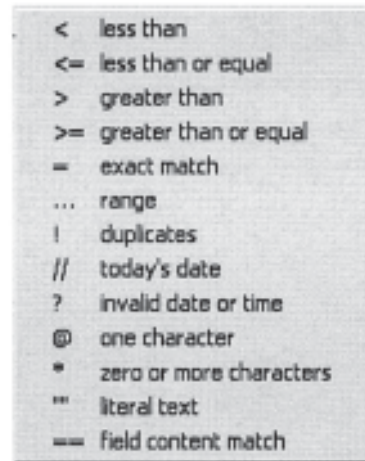 < less than
<= less than or equal
> greater than
>= greater than or equal
= exact match
... range
! duplicates
// today's date
? invalid date or time
@ one character
* zero or more characters
"" literal text
== field content match